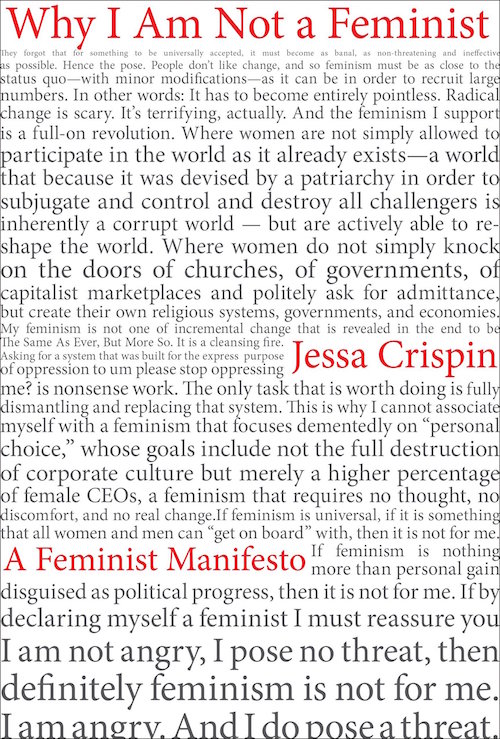 Why I Am Not a Feminist
They forgot that for something to be universally accepted, it must become as banal, as non-threatening and ineffective
as possible. Hence the pose. People don't like change, and so feminism must be as close to the
status quo—with minor modifications—as it can be in order to recruit large
numbers. In other words: It has to become entirely pointless. Radical
change is scary. It's terrifying, actually. And the feminism I support
is a full-on revolution. Where women are not simply allowed to
participate in the world as it already exists—a world
that because it was devised by a patriarchy in order to
subjugate and control and destroy all challengers is
inherently a corrupt world — but are actively able to re-
shape the world. Where women do not simply knock
on the doors of churches, of governments, of
capitalist marketplaces and politely ask for admittance,
but create their own religious systems, governments, and economies.
My feminism is not one of incremental change that is revealed in the end to be
The Same As Ever, But More So. It is a cleansing fire.
Asking for a system that was built for the express purpose
of oppression to um please stop oppressing
Jessa Crispin
me? is nonsense work. The only task that is worth doing is fully
dismantling and replacing that system. This is why I cannot associate
myself with a feminism that focuses dementedly on “personal
choice,” whose goals include not the full destruction
of corporate culture but merely a higher percentage
of female CEOs, a feminism that requires no thought, no
discomfort, and no real change.If feminism is universal, if it is something
that all women and men can “get on board” with, then it is not for me.
A Feminist Manifesto
If feminism is nothing
more than personal gain
disguised as political progress, then it is not for me. If by
declaring myself a feminist I must reassure you
I am not angry, I pose no threat, then
definitely feminism is not for me.
I am angry. And I do pose a threat.